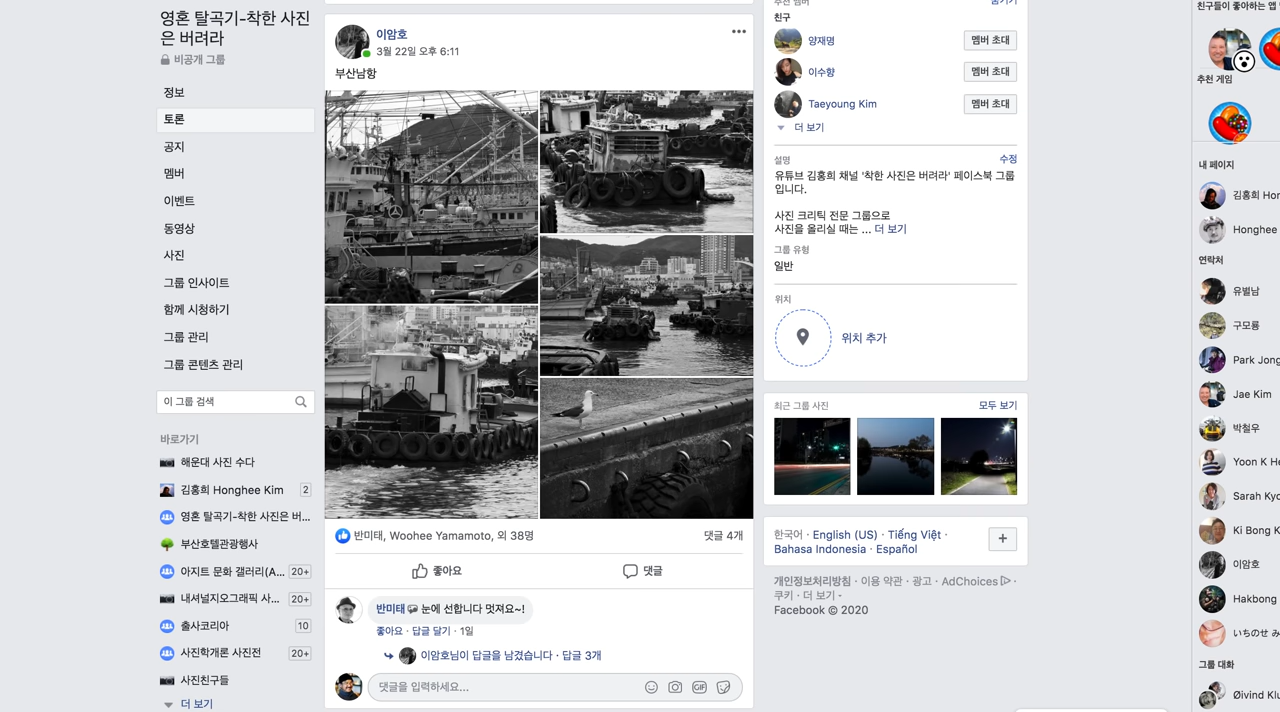 영혼 탈곡기-착한 사진
은 버려라
비공개 그룹
정보
토론
공지
멤버
이벤트
동영상
사진
그룹 인사이트
함께 시청하기
그룹 관리
그룹 콘텐츠 관리
이 그룹 검색
바로가기
해운대 사진 수다
김홍희 Honghee Kim 2
영혼 탈곡기-착한 사진은 버...
부산호텔관광행사
아지트 문화 갤러리(A... 20+
내셔널지오그래픽 사... 20+
출사코리아 10
사진학개론 사진전 20+
사진친구들
더 보기
이암호
3월 22일 오후 6:11
부산남항
반미태, Woohee Yamamoto, 외 38명 댓글 4개
좋아요 댓글
반미태 눈에 선합니다 멋져요~!
좋아요 · 답글 달기 · 1일
이암호님이 답글을 남겼습니다 · 답글 3개
댓글을 입력하세요... GIF
추천 멤버 숨기기
친구
양재명 멤버 초대
이수향 멤버 초대
Taeyoung Kim 멤버 초대
더 보기
설명 수정
유튜브 김홍희 채널 '착한 사진은 버려라' 페이스북 그룹
입니다.
사진 크리틱 전문 그룹으로
사진을 올리실 때는 ... 더 보기
그룹 유형
일반
위치
위치 추가
최근 그룹 사진 모두 보기
한국어 · English (US) · Tiếng Việt ·
Bahasa Indonesia · Español
+
개인정보처리방침 · 이용 약관 · 광고 · AdChoices ·
쿠키 · 더 보기
Facebook © 2020
친구들이 좋아하는 앱
추천 게임
내 페이지
김홍희 Hon
Honghee
연락처
유별남
구모룡
Park Jong
Jae Kim
박철우
Yoon K He
Sarah Kyo
Ki Bong K
이암호
Hakbong
いちのせ み
그룹 대화
Øivind Klu